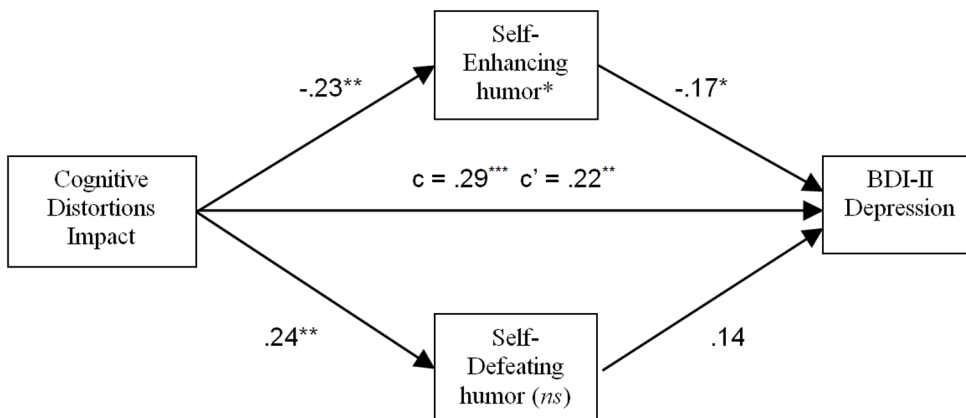 Self-
Enhancing
humor*
-.23**
-.17*
Cognitive
Distortions
Impact
c = .29*** c’ = .22**
BDI-II
Depression
.24**
Self-
Defeating
humor (ns)
.14